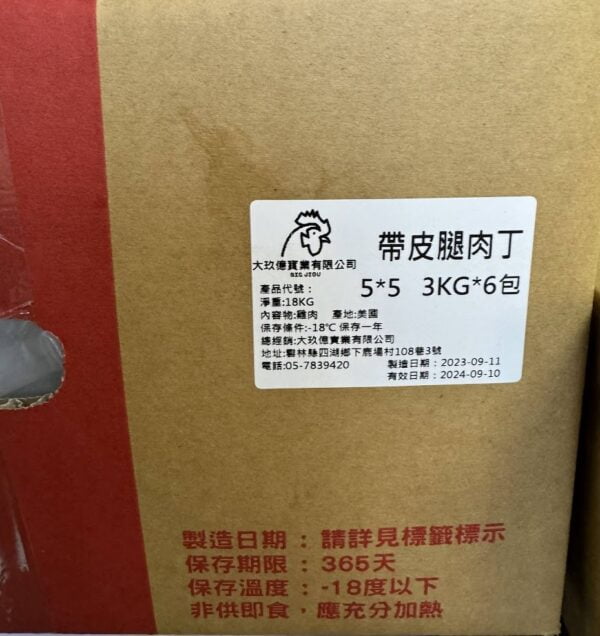 帶皮腿肉丁
大玖億實業有限公司
BIG JIOU
產品代號： 5*5 3KG*6包
淨重:18KG
內容物:雞肉 產地:美國
保存條件:-18℃ 保存一年
總經銷:大玖億實業有限公司
地址:雲林縣四湖鄉下鹿場村108巷3號
電話:05-7839420 製造日期：2023-09-11
有效日期：2024-09-10
製造日期：請詳見標籤標示
保存期限：365天
保存溫度：-18度以下
非供即食，應充分加熱